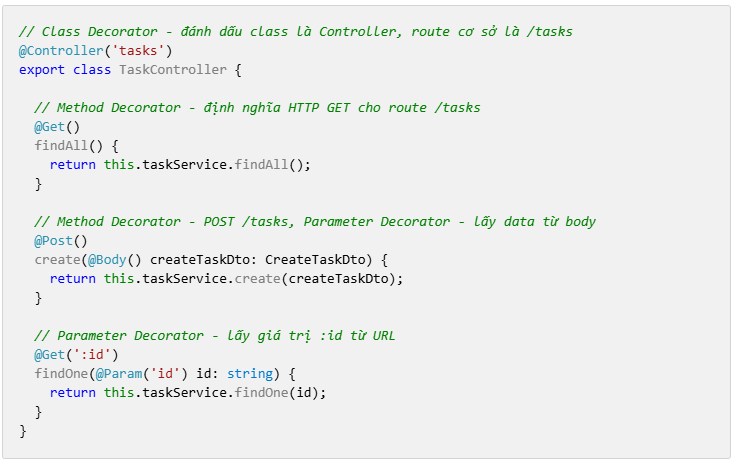 // Class Decorator - đánh dấu class là Controller, route cơ sở là /tasks
@Controller('tasks')
export class TaskController {
// Method Decorator - định nghĩa HTTP GET cho route /tasks
@Get()
findAll() {
return this.taskService.findAll();
}
// Method Decorator - POST /tasks, Parameter Decorator - lấy data từ body
@Post()
create(@Body() createTaskDto: CreateTaskDto) {
return this.taskService.create(createTaskDto);
}
// Parameter Decorator - lấy giá trị :id từ URL
@Get(':id')
findOne(@Param('id') id: string) {
return this.taskService.findOne(id);
}
}